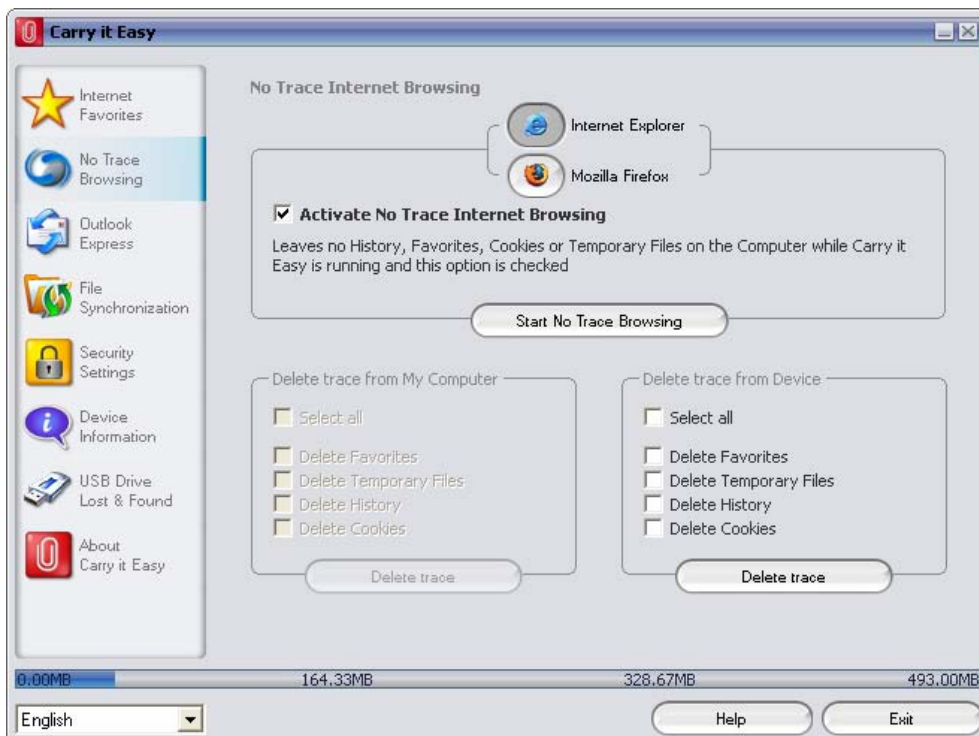 Carry it Easy
Internet
Favorites
No Trace
Browsing
Outlook
Express
File
Synchronization
Security
Settings
Device
Information
USB Drive
Lost & Found
About
Carry it Easy
No Trace Internet Browsing
Internet Explorer
Mozilla Firefox
Activate No Trace Internet Browsing
Leaves no History, Favorites, Cookies or Temporary Files on the Computer while Carry it
Easy is running and this option is checked
Start No Trace Browsing
Delete trace from My Computer
Select all
Delete Favorites
Delete Temporary Files
Delete History
Delete Cookies
Delete trace
Delete trace from Device
Select all
Delete Favorites
Delete Temporary Files
Delete History
Delete Cookies
Delete trace
0.00MB 164.33MB 328.67MB 493.00MB
English
Help
Exit